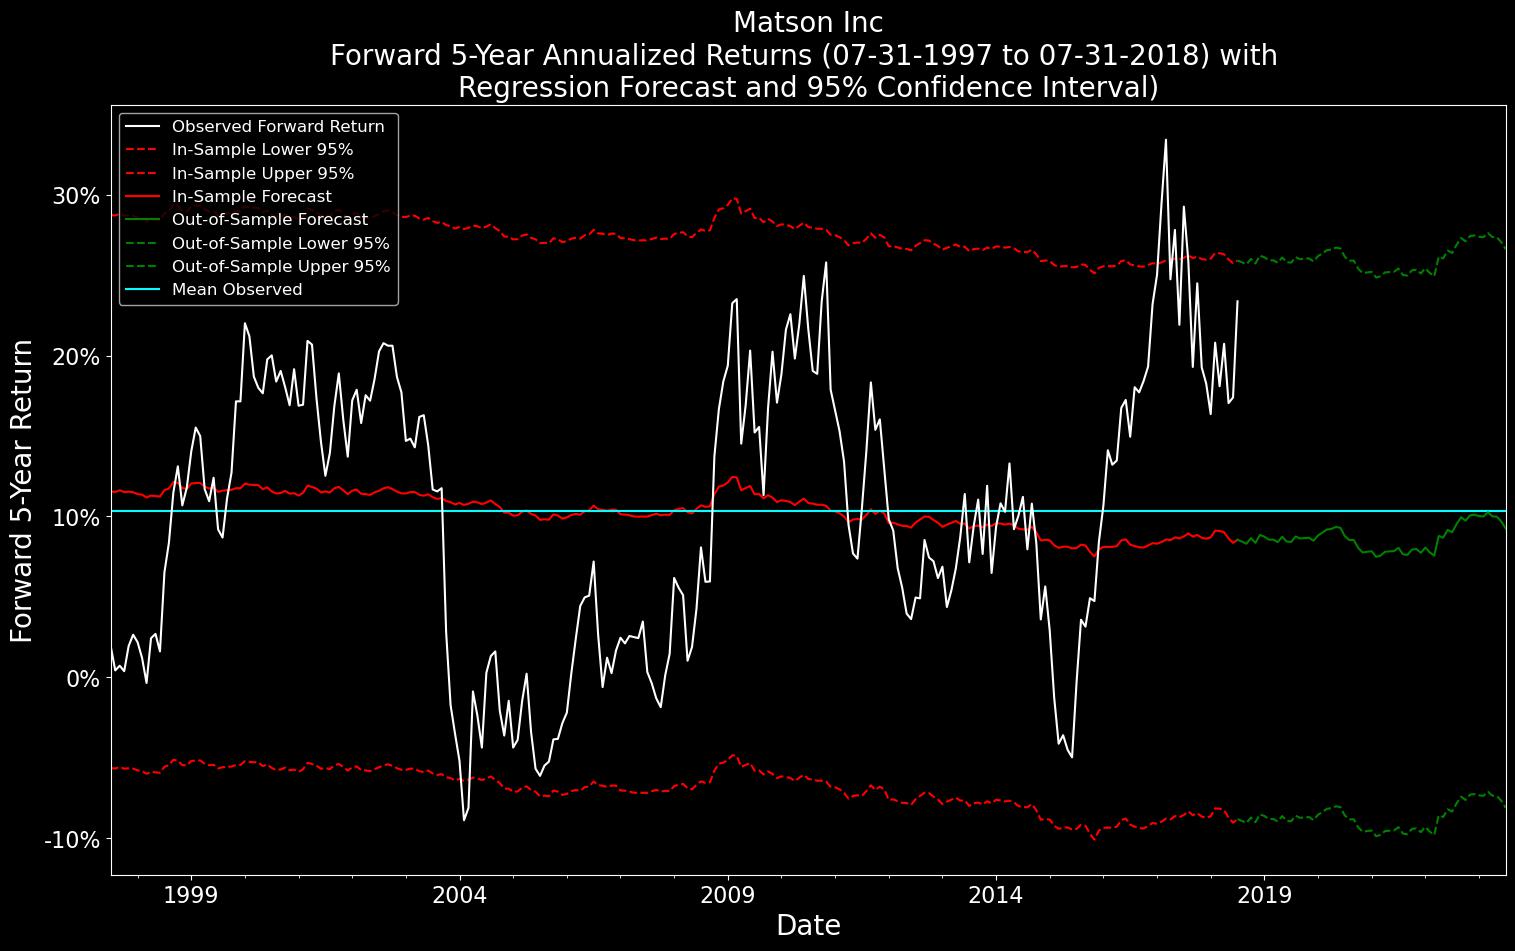 Matson Inc
Forward 5-Year Annualized Returns (07-31-1997 to 07-31-2018) with
Regression Forecast and 95% Confidence Interval)
Observed Forward Return
In-Sample Lower 95%
In-Sample Upper 95%
In-Sample Forecast
Out-of-Sample Forecast
Out-of-Sample Lower 95%
Out-of-Sample Upper 95%
Mean Observed
Forward 5-Year Return
30%
20%
10%
0%
-10%
1999
2004
2009
2014
2019
Date